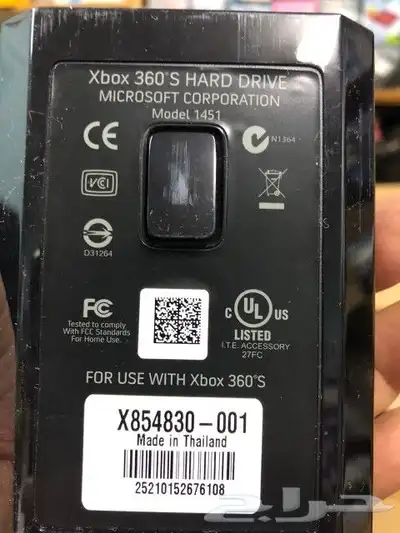 Xbox 360 S HARD DRIVE
MICROSOFT CORPORATION
Model 1451
CE
N1364
VCI
D31264
FC
Tested to comply
With FCC Standards
For Home Use.
C UL US
LISTED
I.T.E. ACCESSORY
27FC
FOR USE WITH Xbox 360 S
X854830-001
Made in Thailand
25210152676108
حراج